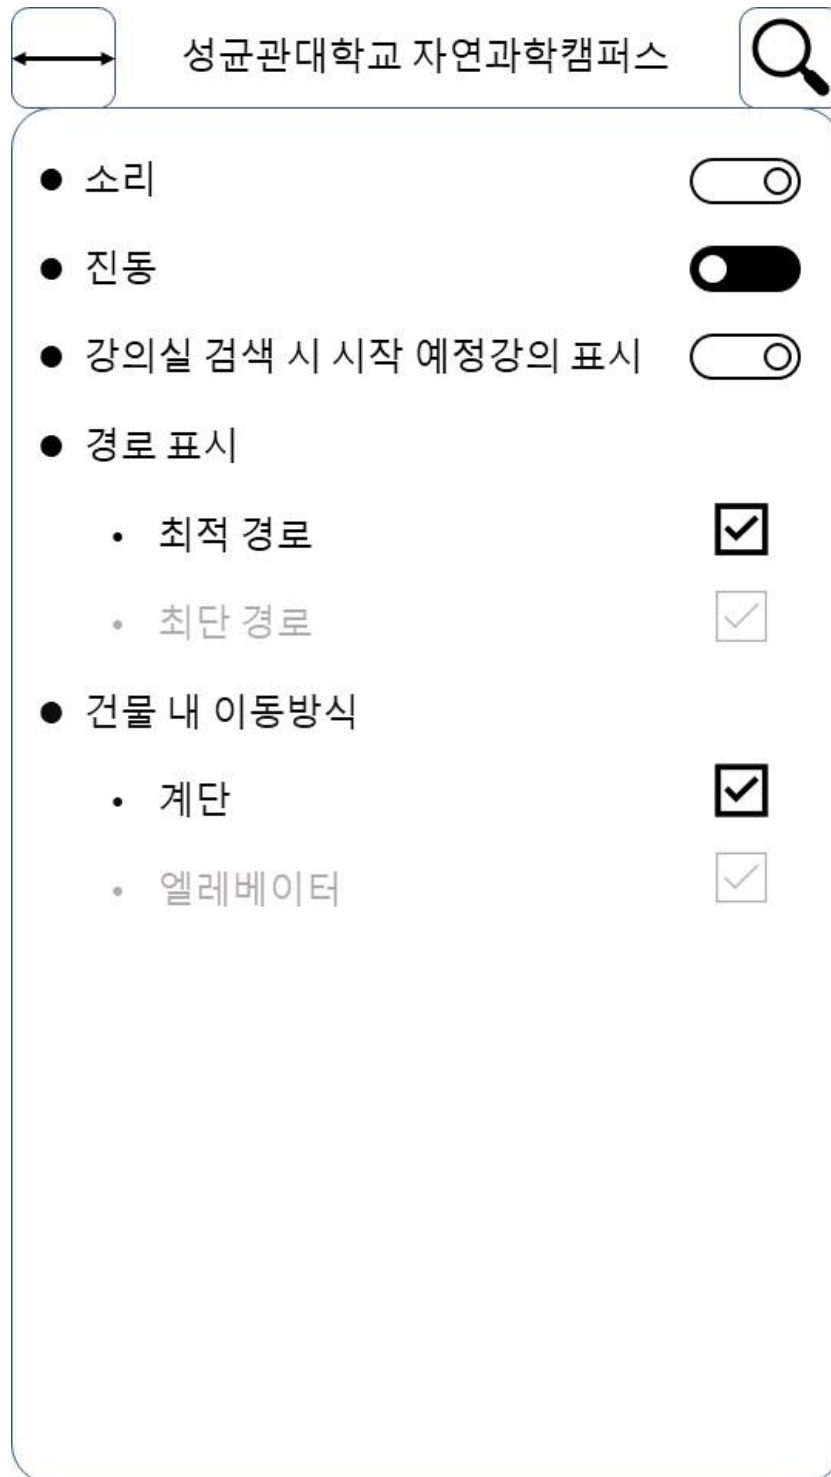 성균관대학교 자연과학캠퍼스
● 소리
● 진동
● 강의실 검색 시 시작 예정강의 표시
● 경로 표시
• 최적 경로
• 최단 경로
● 건물 내 이동방식
• 계단
• 엘레베이터